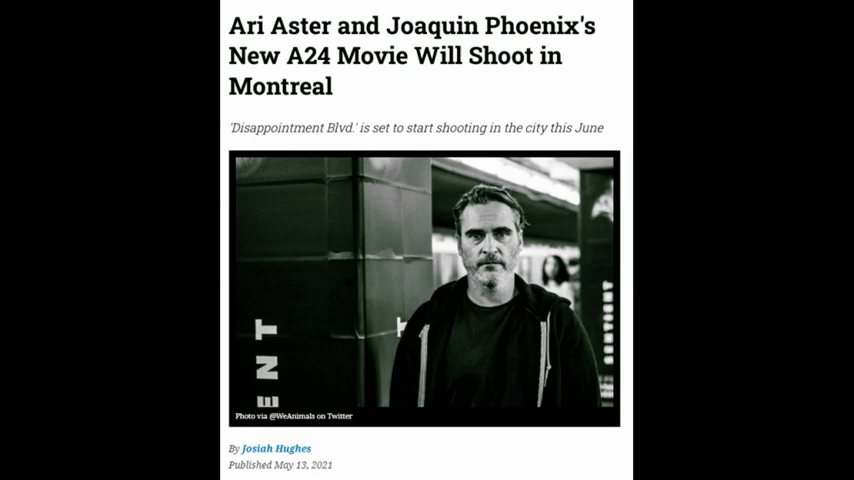 Ari Aster and Joaquin Phoenix's
New A24 Movie Will Shoot in
Montreal
'Disappointment Blvd.' is set to start shooting in the city this June
ENT
Photo via @WeAnimals on Twitter
By Josiah Hughes
Published May 13, 2021